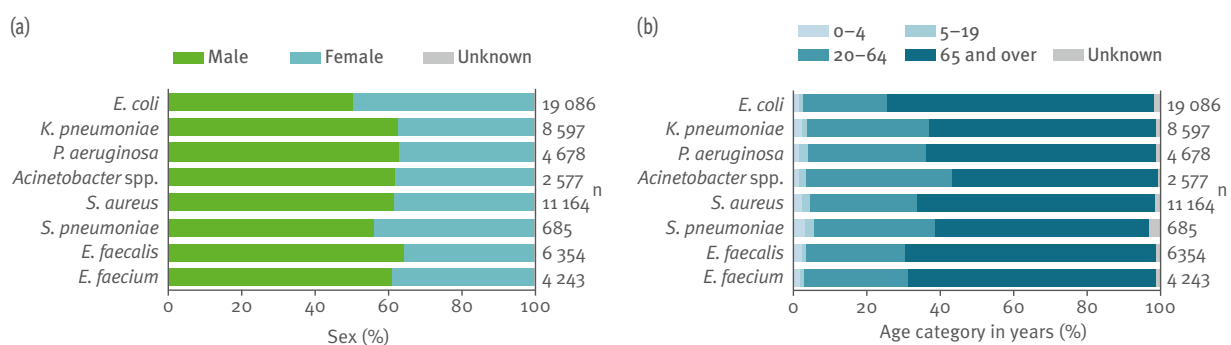 (a)
Male Female Unknown
E. coli 19 086
K. pneumoniae 8 597
P. aeruginosa 4 678
Acinetobacter spp. 2 577
n
S. aureus 11 164
S. pneumoniae 685
E. faecalis 6 354
E. faecium 4 243
0 20 40 60 80 100
Sex (%)
(b)
0–4 5–19
20–64 65 and over Unknown
E. coli 19 086
K. pneumoniae 8 597
P. aeruginosa 4 678
Acinetobacter spp. 2 577
n
S. aureus 11 164
S. pneumoniae 685
E. faecalis 6354
E. faecium 4 243
0 20 40 60 80 100
Age category in years (%)